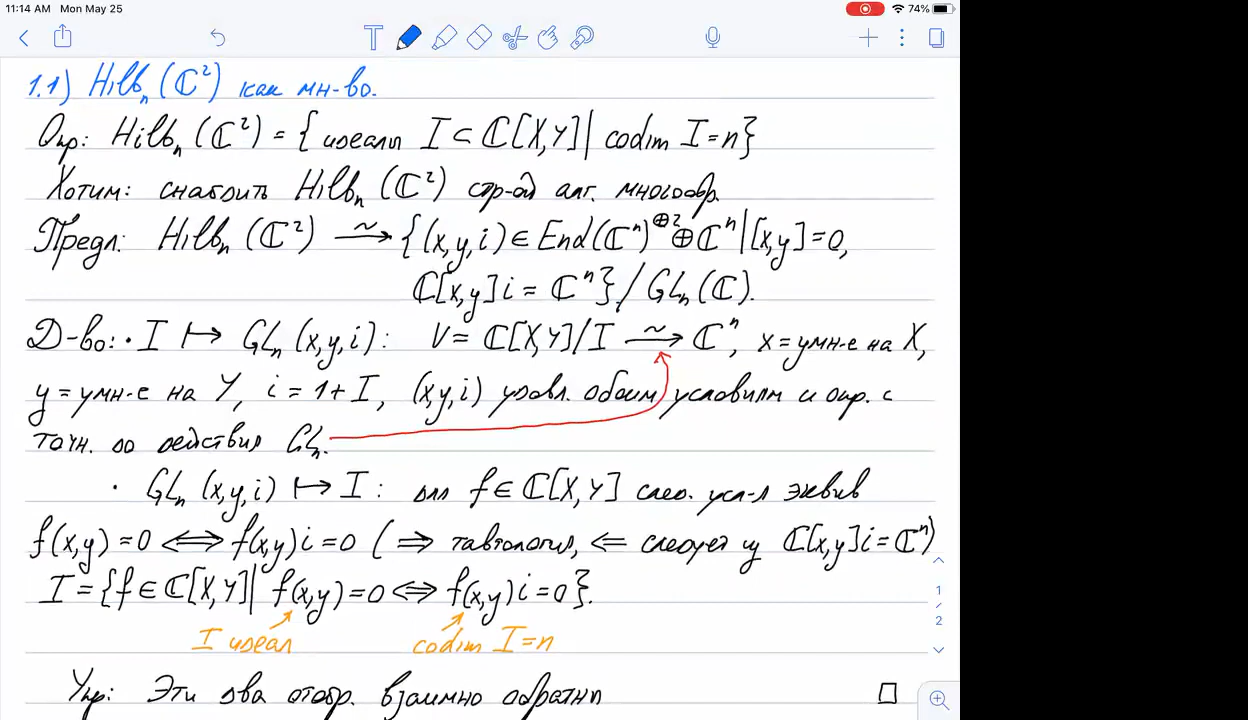 11:14 AM Mon May 25
74%
1.1) Hilb_n(ℂ²) как мн-во.
Опр: Hilb_n(ℂ²) = {идеалы I ⊂ ℂ[X,Y] | codim I = n}
Хотим: снабдить Hilb_n(ℂ²) стр-ой алг. многообр.
Предл: Hilb_n(ℂ²) ⥲ {(x,y,i) ∈ End(ℂⁿ)^{⊕2} ⊕ ℂⁿ | [x,y] = 0,
ℂ[x,y]i = ℂⁿ} / GL_n(ℂ).
Д-во: · I ↦ GL_n(x,y,i): V = ℂ[X,Y]/I ⥲ ℂⁿ, x = умн-е на X,
y = умн-е на Y, i = 1+I, (x,y,i) удовл. обоим условиям и опр. с
точн. до действия GL_n.
· GL_n(x,y,i) ↦ I: для f ∈ ℂ[X,Y] след. усл-я эквив
f(x,y) = 0 ⟺ f(x,y)i = 0 (⟹ тавтология, ⟸ следует из ℂ[x,y]i = ℂⁿ)
I = {f ∈ ℂ[X,Y] | f(x,y) = 0 ⟺ f(x,y)i = 0}.
I идеал codim I = n
Упр: Эти два отобр. взаимно обратны □
1
2